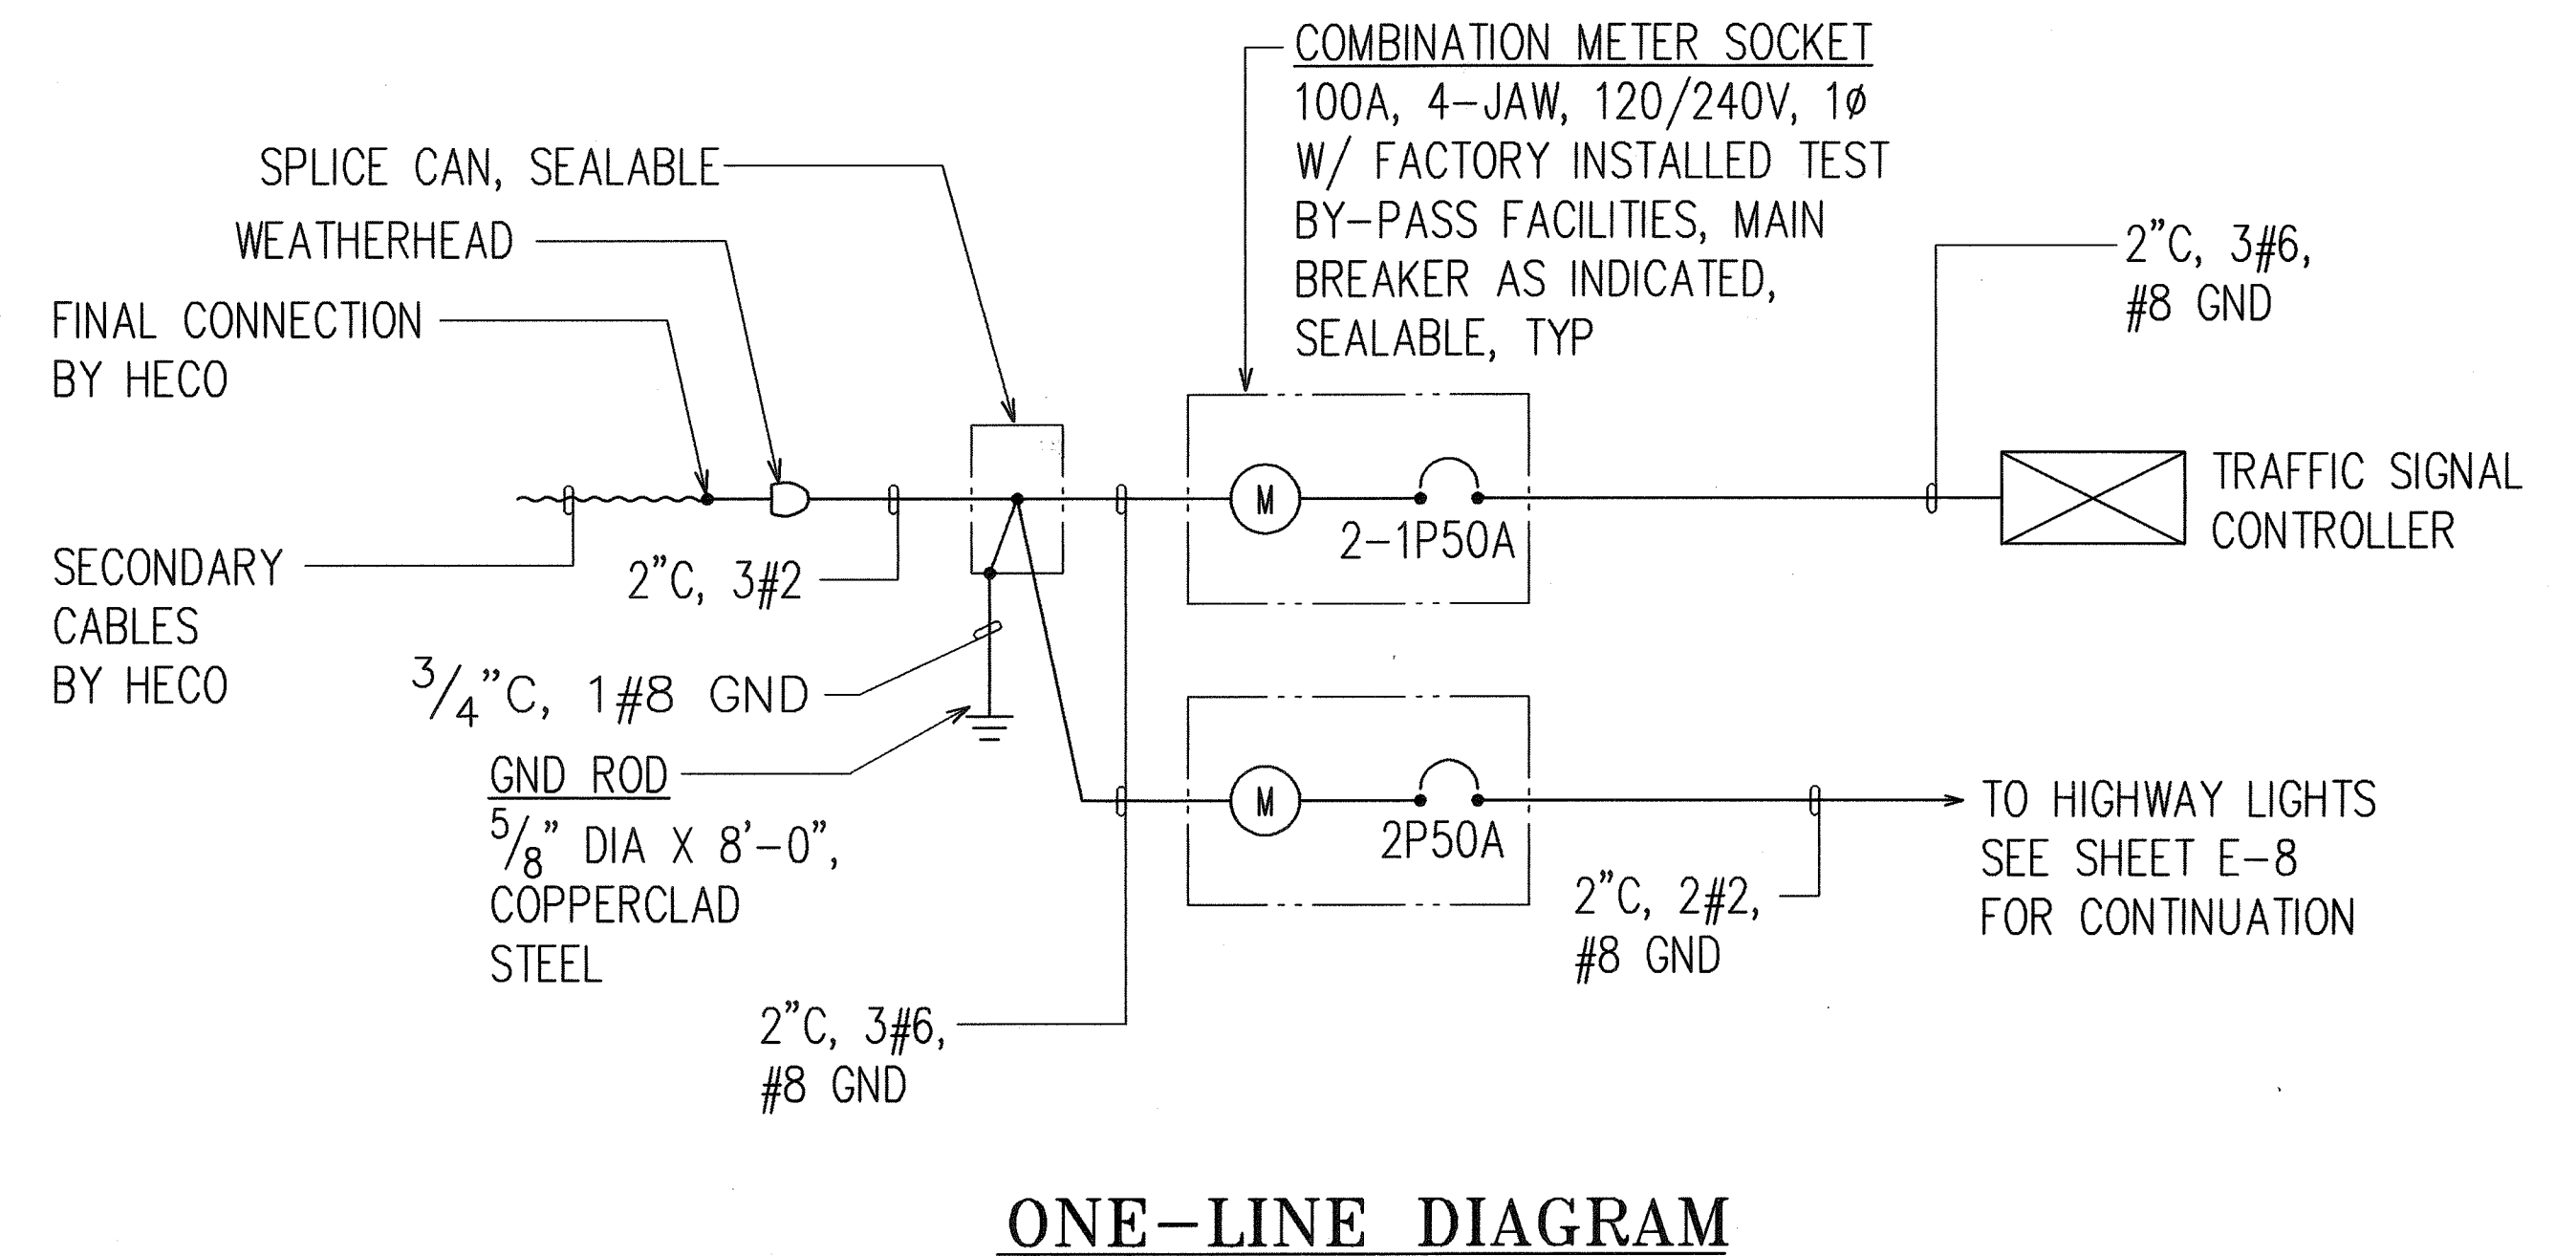 COMBINATION METER SOCKET
100A, 4-JAW, 120/240V, 1ø
W/ FACTORY INSTALLED TEST
BY-PASS FACILITIES, MAIN
BREAKER AS INDICATED,
SEALABLE, TYP
SPLICE CAN, SEALABLE
WEATHERHEAD
FINAL CONNECTION
BY HECO
2"C, 3#6,
#8 GND
M
2-1P50A
TRAFFIC SIGNAL
CONTROLLER
SECONDARY
CABLES
BY HECO
2"C, 3#2
3/4"C, 1#8 GND
GND ROD
5/8" DIA X 8'-0",
COPPERCLAD
STEEL
M
2P50A
2"C, 2#2,
#8 GND
TO HIGHWAY LIGHTS
SEE SHEET E-8
FOR CONTINUATION
2"C, 3#6,
#8 GND
ONE-LINE DIAGRAM